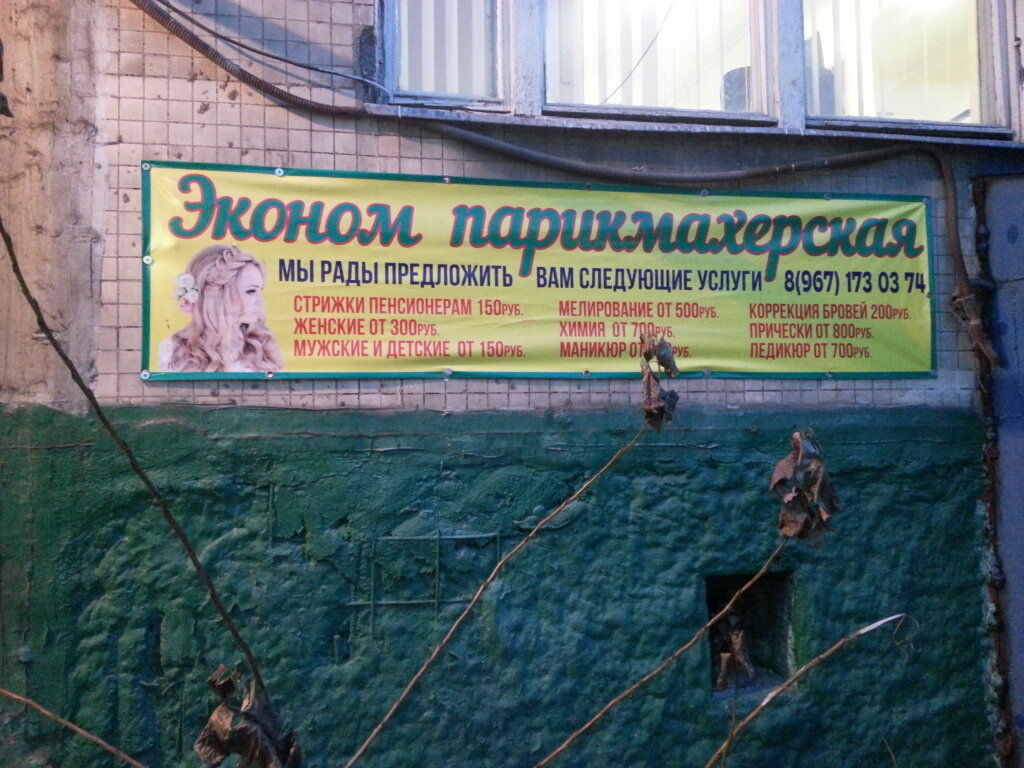 Эконом парикмахерская
МЫ РАДЫ ПРЕДЛОЖИТЬ ВАМ СЛЕДУЮЩИЕ УСЛУГИ 8(967) 173 03 74
СТРИЖКИ ПЕНСИОНЕРАМ 150РУБ.
ЖЕНСКИЕ ОТ 300РУБ.
МУЖСКИЕ И ДЕТСКИЕ ОТ 150РУБ.
МЕЛИРОВАНИЕ ОТ 500РУБ.
ХИМИЯ ОТ 700РУБ.
МАНИКЮР ОТ
КОРРЕКЦИЯ БРОВЕЙ 200РУБ.
ПРИЧЕСКИ ОТ 800РУБ.
ПЕДИКЮР ОТ 700РУБ.